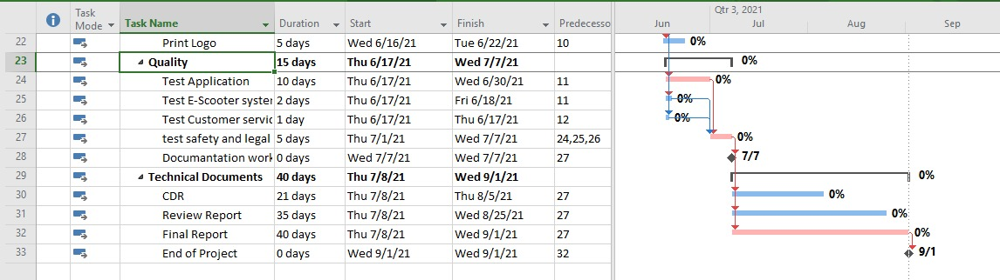 Qtr 3, 2021
Task Mode Task Name Duration Start Finish Predecesso Jun Jul Aug Sep
22 Print Logo 5 days Wed 6/16/21 Tue 6/22/21 10 0%
23 Quality 15 days Thu 6/17/21 Wed 7/7/21 0%
24 Test Application 10 days Thu 6/17/21 Wed 6/30/21 11 0%
25 Test E-Scooter syster 2 days Thu 6/17/21 Fri 6/18/21 11 0%
26 Test Customer servic 1 day Thu 6/17/21 Thu 6/17/21 12 0%
27 test safety and legal 5 days Thu 7/1/21 Wed 7/7/21 24,25,26 0%
28 Documantation work 0 days Wed 7/7/21 Wed 7/7/21 27 7/7
29 Technical Documents 40 days Thu 7/8/21 Wed 9/1/21 0%
30 CDR 21 days Thu 7/8/21 Thu 8/5/21 27 0%
31 Review Report 35 days Thu 7/8/21 Wed 8/25/21 27 0%
32 Final Report 40 days Thu 7/8/21 Wed 9/1/21 27 0%
33 End of Project 0 days Wed 9/1/21 Wed 9/1/21 32 9/1